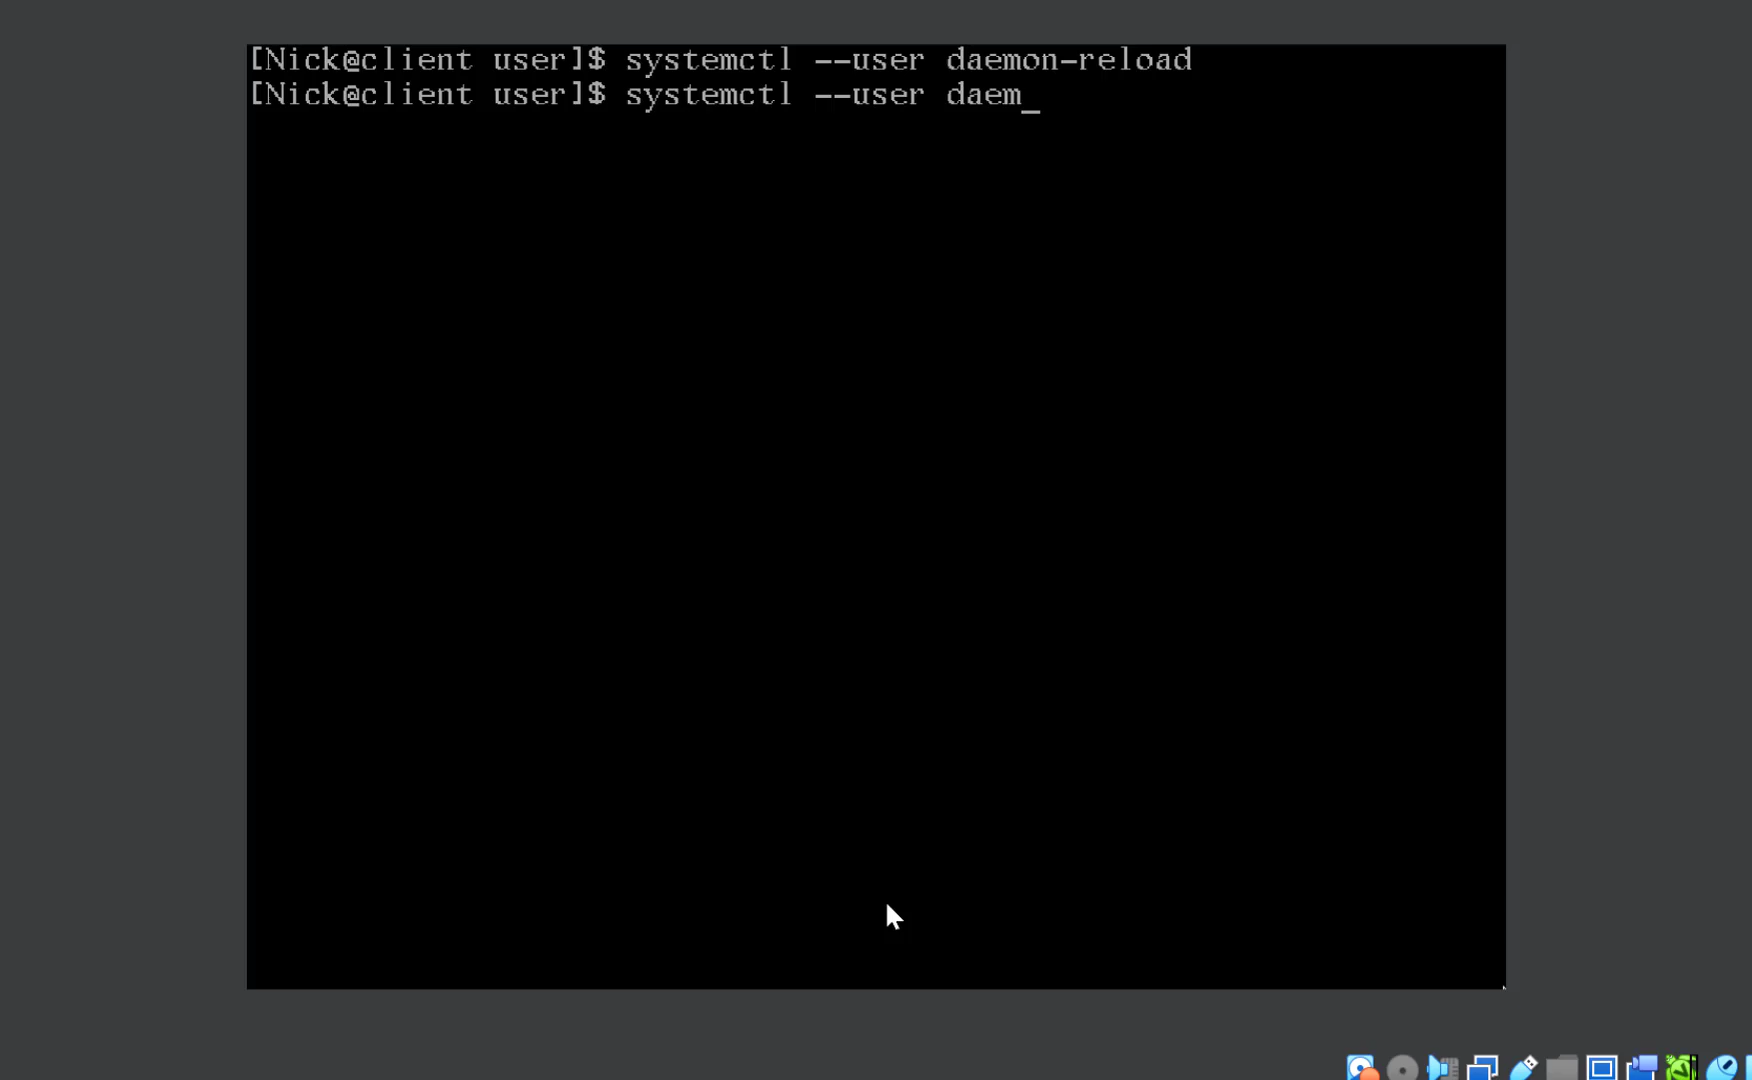 [Nick@client user]$ systemctl --user daemon-reload
[Nick@client user]$ systemctl --user daem_